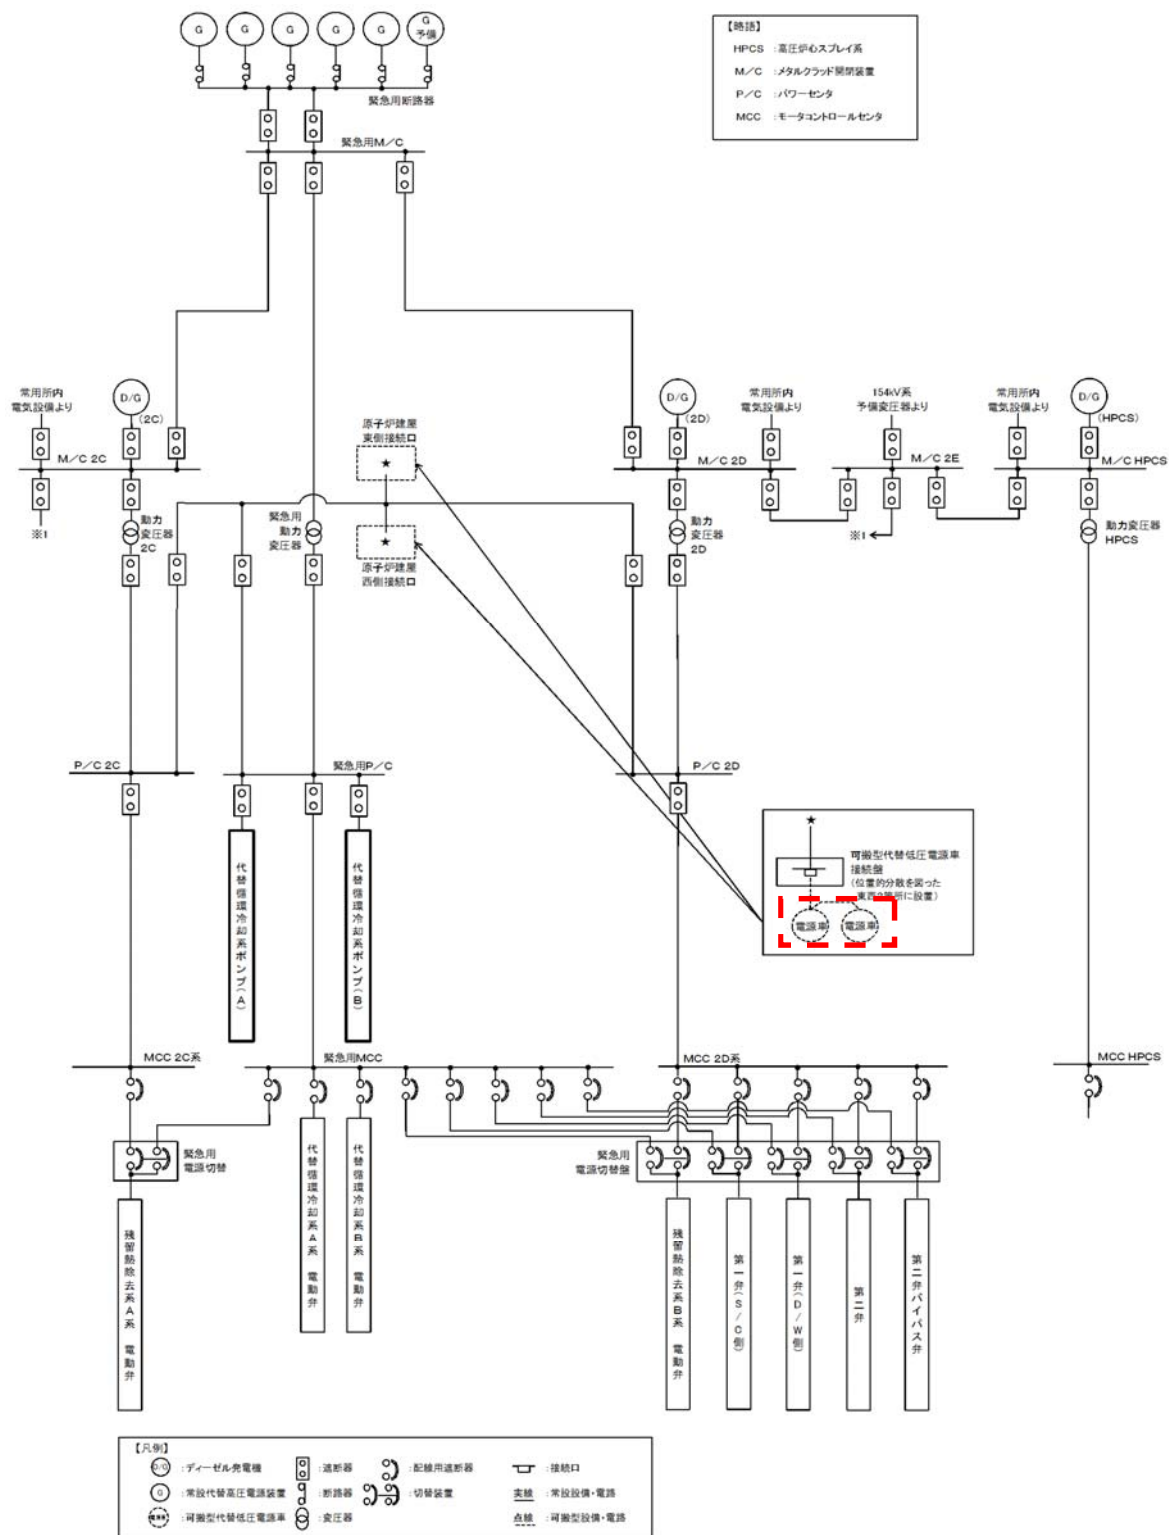 G
G
G
G
G
G
予備
緊急用断路器
緊急用M/C
【略語】
HPCS :高圧炉心スプレイ系
M/C :メタルクラッド開閉装置
P/C :パワーセンタ
MCC :モータコントロールセンタ
常用所内
電気設備より
D/G
(2C)
M/C 2C
※1
動力
変圧器
2C
原子炉建屋
東側接続口
★
★
原子炉建屋
西側接続口
緊急用
動力
変圧器
D/G
(2D)
M/C 2D
動力
変圧器
2D
常用所内
電気設備より
154kV系
予備変圧器より
M/C 2E
※1
常用所内
電気設備より
D/G
(HPCS)
M/C HPCS
動力変圧器
HPCS
P/C 2C
緊急用P/C
P/C 2D
代替循環冷却系ポンプ(A)
代替循環冷却系ポンプ(B)
★
可搬型代替低圧電源車
接続盤
(位置的分散を図った
東西2箇所に設置)
電源車
電源車
MCC 2C系
緊急用MCC
MCC 2D系
MCC HPCS
緊急用
電源切替
緊急用
電源切替盤
残留熱除去系A系 電動弁
代替循環冷却系A系 電動弁
代替循環冷却系B系 電動弁
残留熱除去系B系 電動弁
第一弁(S/C側)
第一弁(D/W側)
第二弁
第二弁バイパス弁
【凡例】
D/G :ディーゼル発電機
:遮断器
:配線用遮断器
:接続口
G :常設代替高圧電源装置
:断路器
:切替装置
実線 :常設設備・電路
電源車 :可搬型代替低圧電源車
:変圧器
点線 :可搬型設備・電路